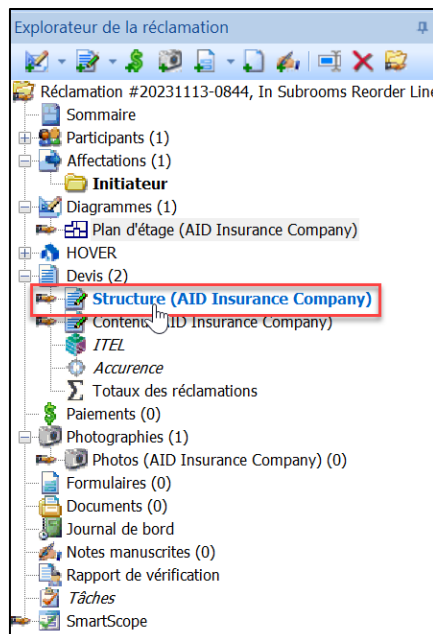 Explorateur de la réclamation
Réclamation #20231113-0844, In Subrooms Reorder Line
Sommaire
Participants (1)
Affectations (1)
Initiateur
Diagrammes (1)
Plan d'étage (AID Insurance Company)
HOVER
Devis (2)
Structure (AID Insurance Company)
Insurance Company)
ITEL
Accurence
Totaux des réclamations
Paiements (0)
Photographies (1)
Photos (AID Insurance Company) (0)
Formulaires (0)
Documents (0)
Journal de bord
Notes manuscrites (0)
Rapport de vérification
Tâches
SmartScope